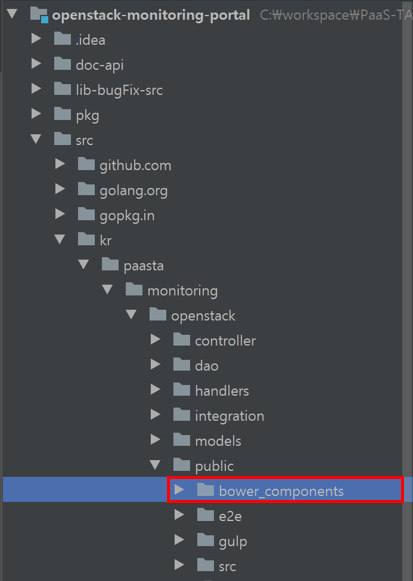 openstack-monitoring-portal C:₩workspace₩PaaS-TA
.idea
doc-api
lib-bugFix-src
pkg
src
github.com
golang.org
gopkg.in
kr
paasta
monitoring
openstack
controller
dao
handlers
integration
models
public
bower_components
e2e
gulp
src